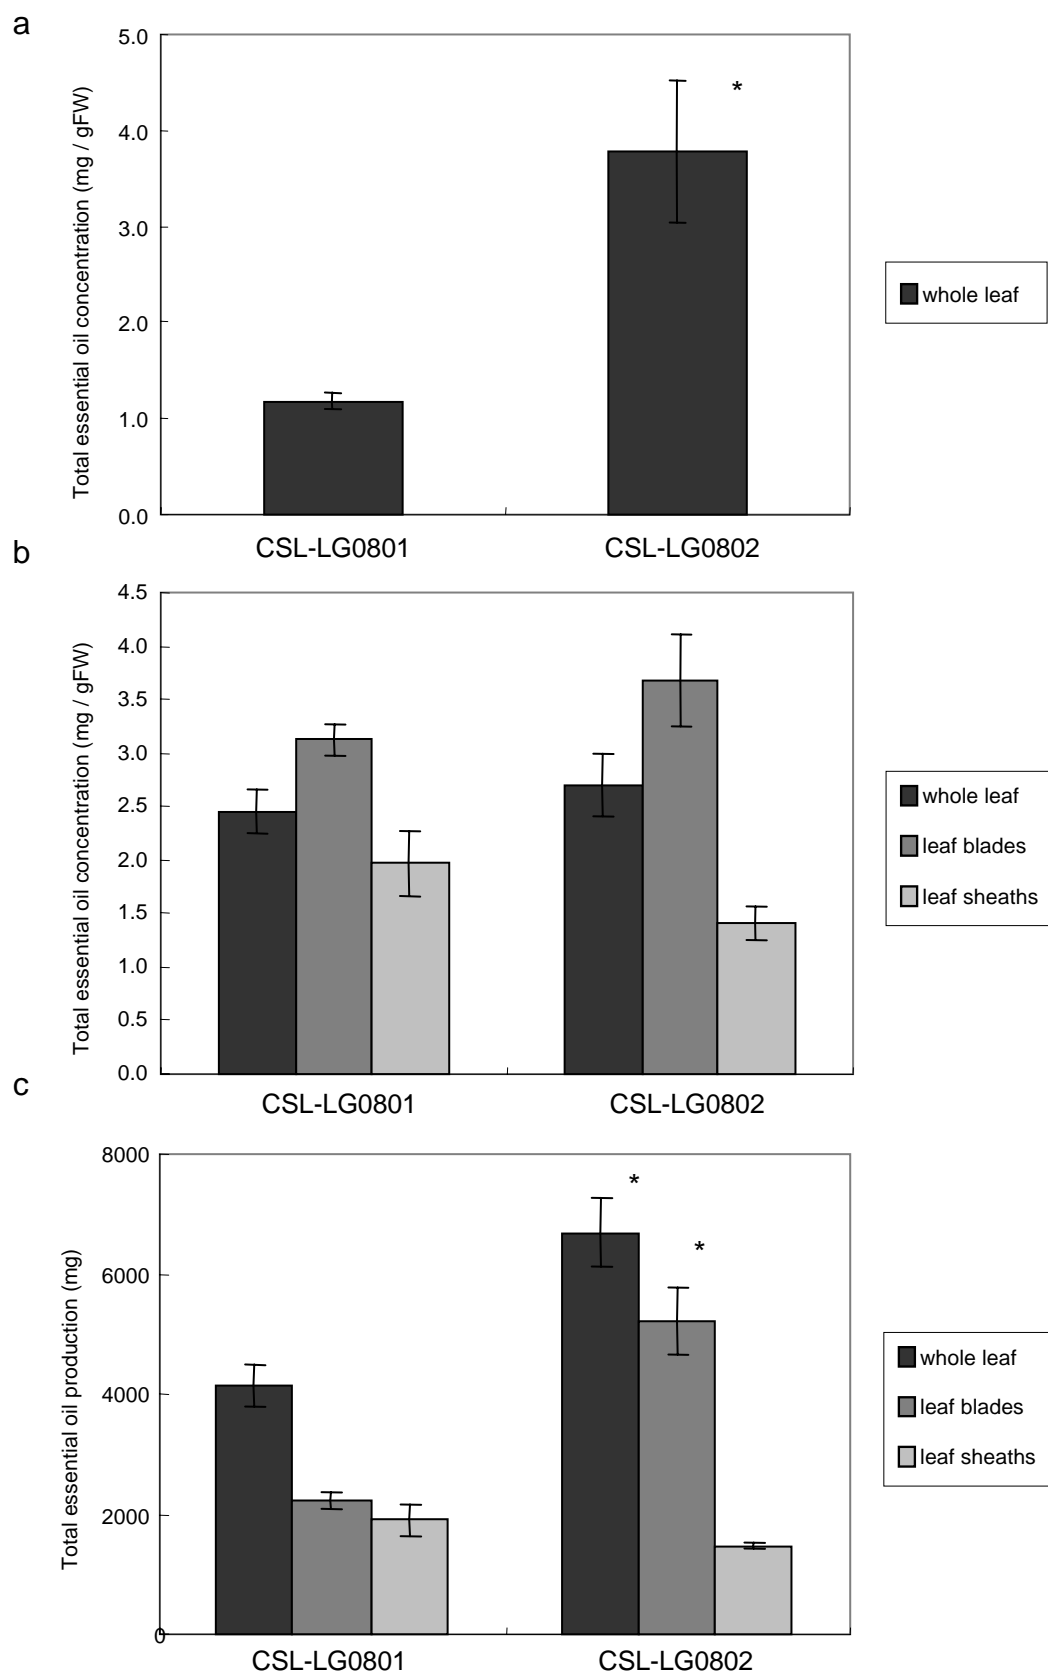 a
Total essential oil concentration (mg / gFW)
5.0
4.0
3.0
2.0
1.0
0.0
*
whole leaf
CSL-LG0801
CSL-LG0802
b
Total essential oil concentration (mg / gFW)
4.5
4.0
3.5
3.0
2.5
2.0
1.5
1.0
0.5
0.0
whole leaf
leaf blades
leaf sheaths
CSL-LG0801
CSL-LG0802
c
Total essential oil production (mg)
8000
6000
4000
2000
0
*
*
whole leaf
leaf blades
leaf sheaths
CSL-LG0801
CSL-LG0802